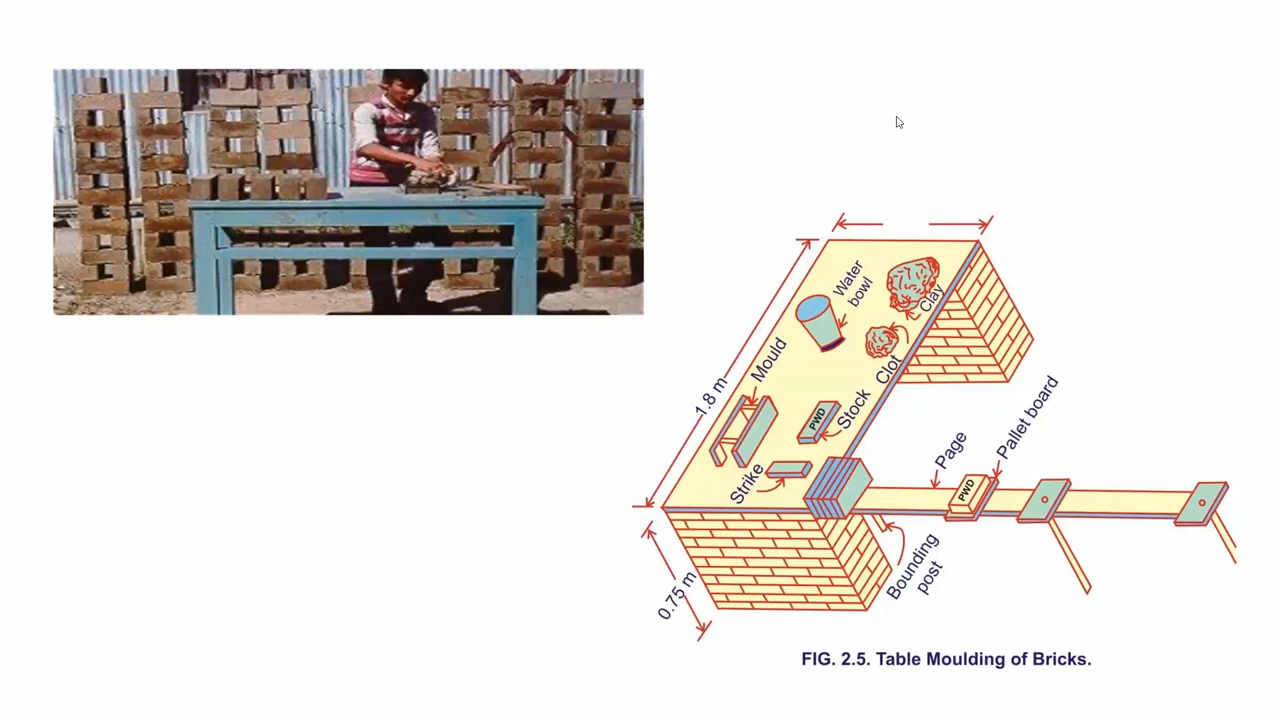 Water
bowl
Clay
Clot
Mould
1.8 m
PWD
Stock
Strike
Page
Pallet board
PWD
Bounding
post
0.75 m
FIG. 2.5. Table Moulding of Bricks.